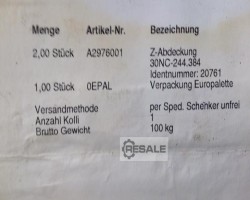 Menge Artikel-Nr. Bezeichnung
2,00 Stück A2976001 Z-Abdeckung
30NC-244.384
Identnummer: 20761
1,00 Stück 0EPAL Verpackung Europalette
Versandmethode per Sped. Schenker unfrei
Anzahl Kolli 1
Brutto Gewicht 100 kg
RESALE